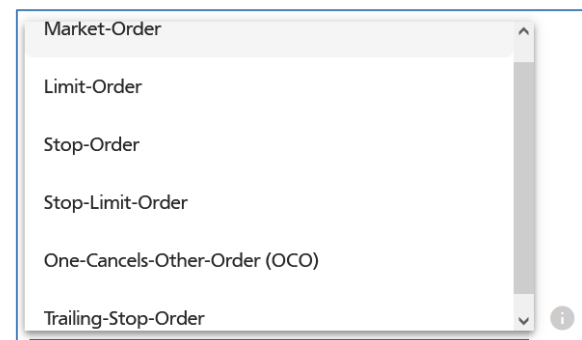 Market-Order
Limit-Order
Stop-Order
Stop-Limit-Order
One-Cancels-Other-Order (OCO)
Trailing-Stop-Order